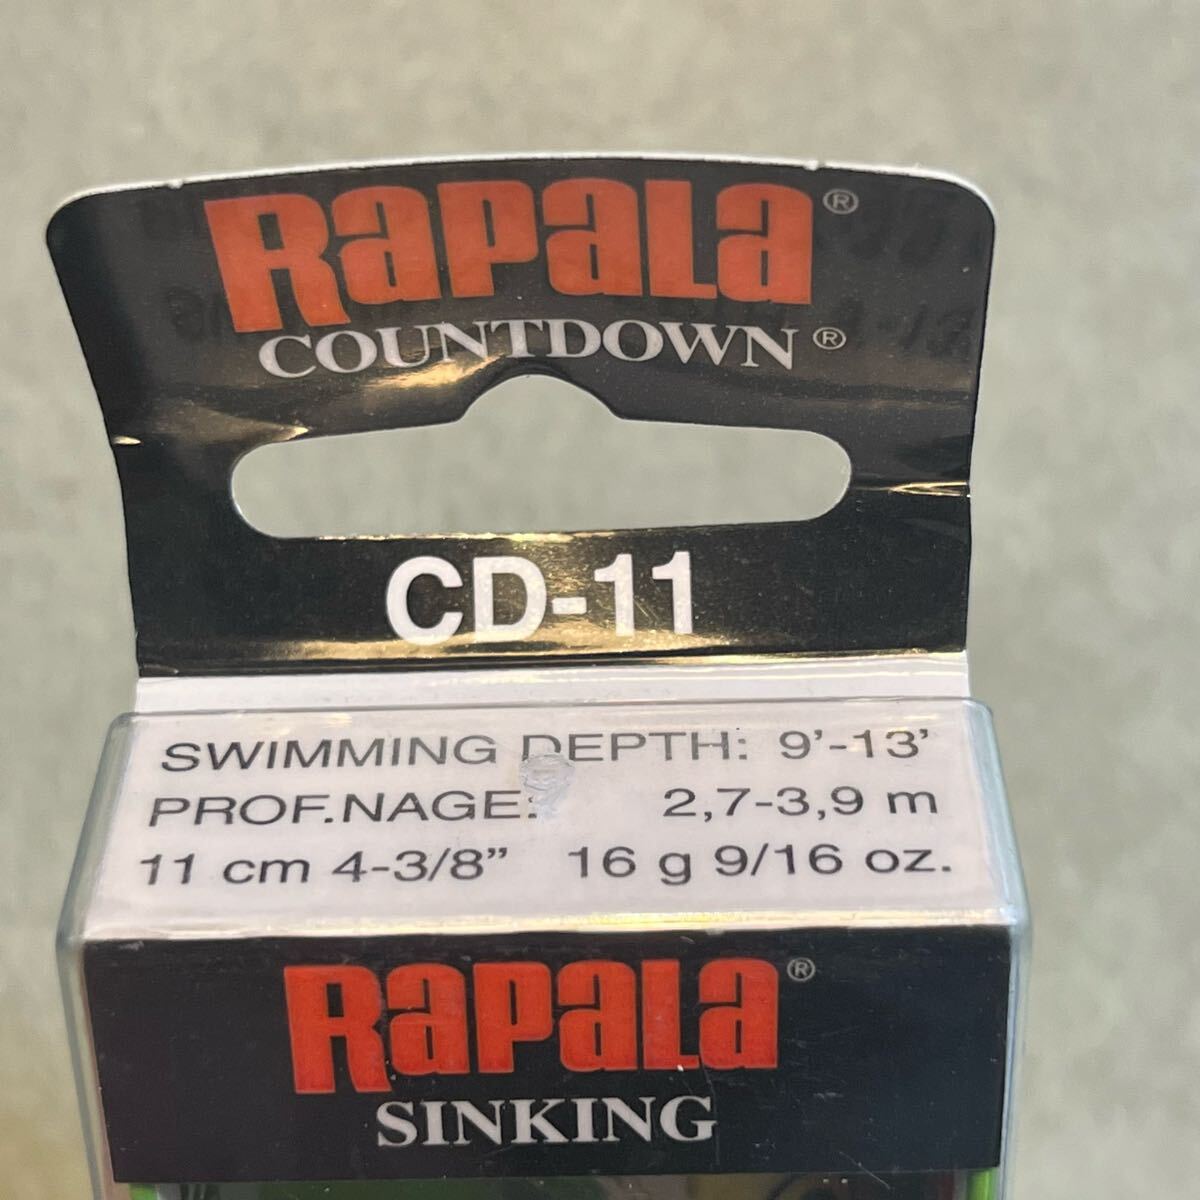 RAPALA®
COUNTDOWN®
CD-11
SWIMMING DEPTH: 9'-13'
PROF.NAGE: 2,7-3,9 m
11 cm 4-3/8" 16 g 9/16 oz.
RAPALA®
SINKING